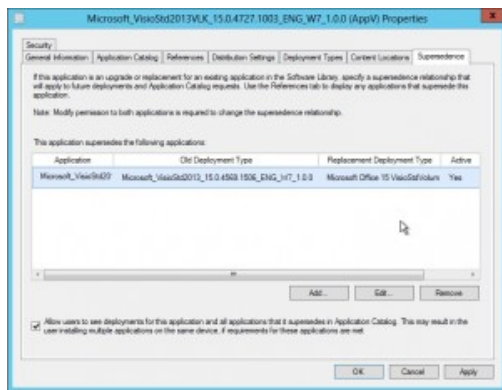 Microsoft_VisioStd2013VLK_15.0.4727.1003_ENG_W7_1.0.0 (AppV) Properties
Security
General Information Application Catalog References Distribution Settings Deployment Types Content Locations Supersedence
If this application is an upgrade or replacement for an existing application in the Software Library, specify a supersedence relationship that
will apply to future deployments and Application Catalog requests. Use the References tab to display any applications that supersede this
application.
Note: Modify permission to both applications is required to change the supersedence relationship.
This application supersedes the following applications:
Application Old Deployment Type Replacement Deployment Type Active
Microsoft_VisioStd20 Microsoft_VisioStd2013_15.0.4569.1506_ENG_W7_1.0.0 Microsoft Office 15 VisioStdVolum Yes
Add... Edit... Remove
Allow users to see deployments for this application and all applications that it supersedes in Application Catalog. This may result in the
user installing multiple applications on the same device, if requirements for these applications are met.
OK Cancel Apply